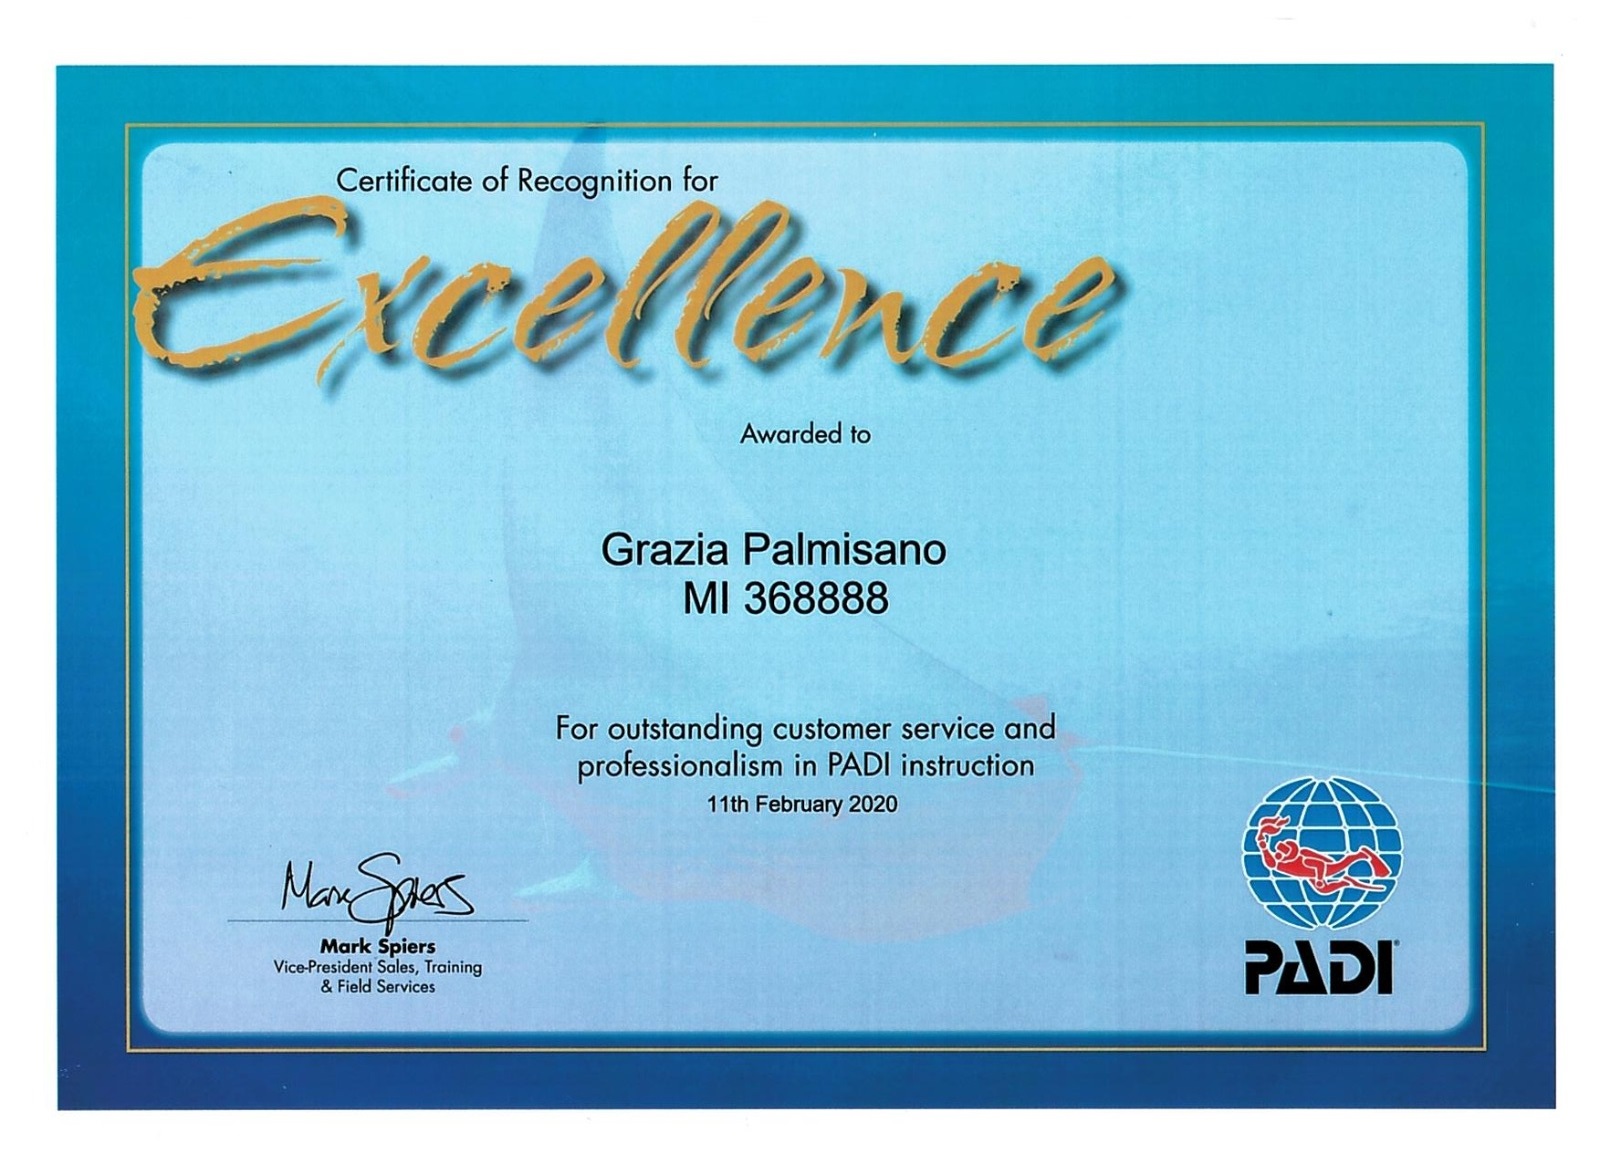 Certificate of Recognition for
Excellence
Awarded to
Grazia Palmisano
MI 368888
For outstanding customer service and
professionalism in PADI instruction
11th February 2020
Mark Spiers
Mark Spiers
Vice-President Sales, Training
& Field Services
PADI®